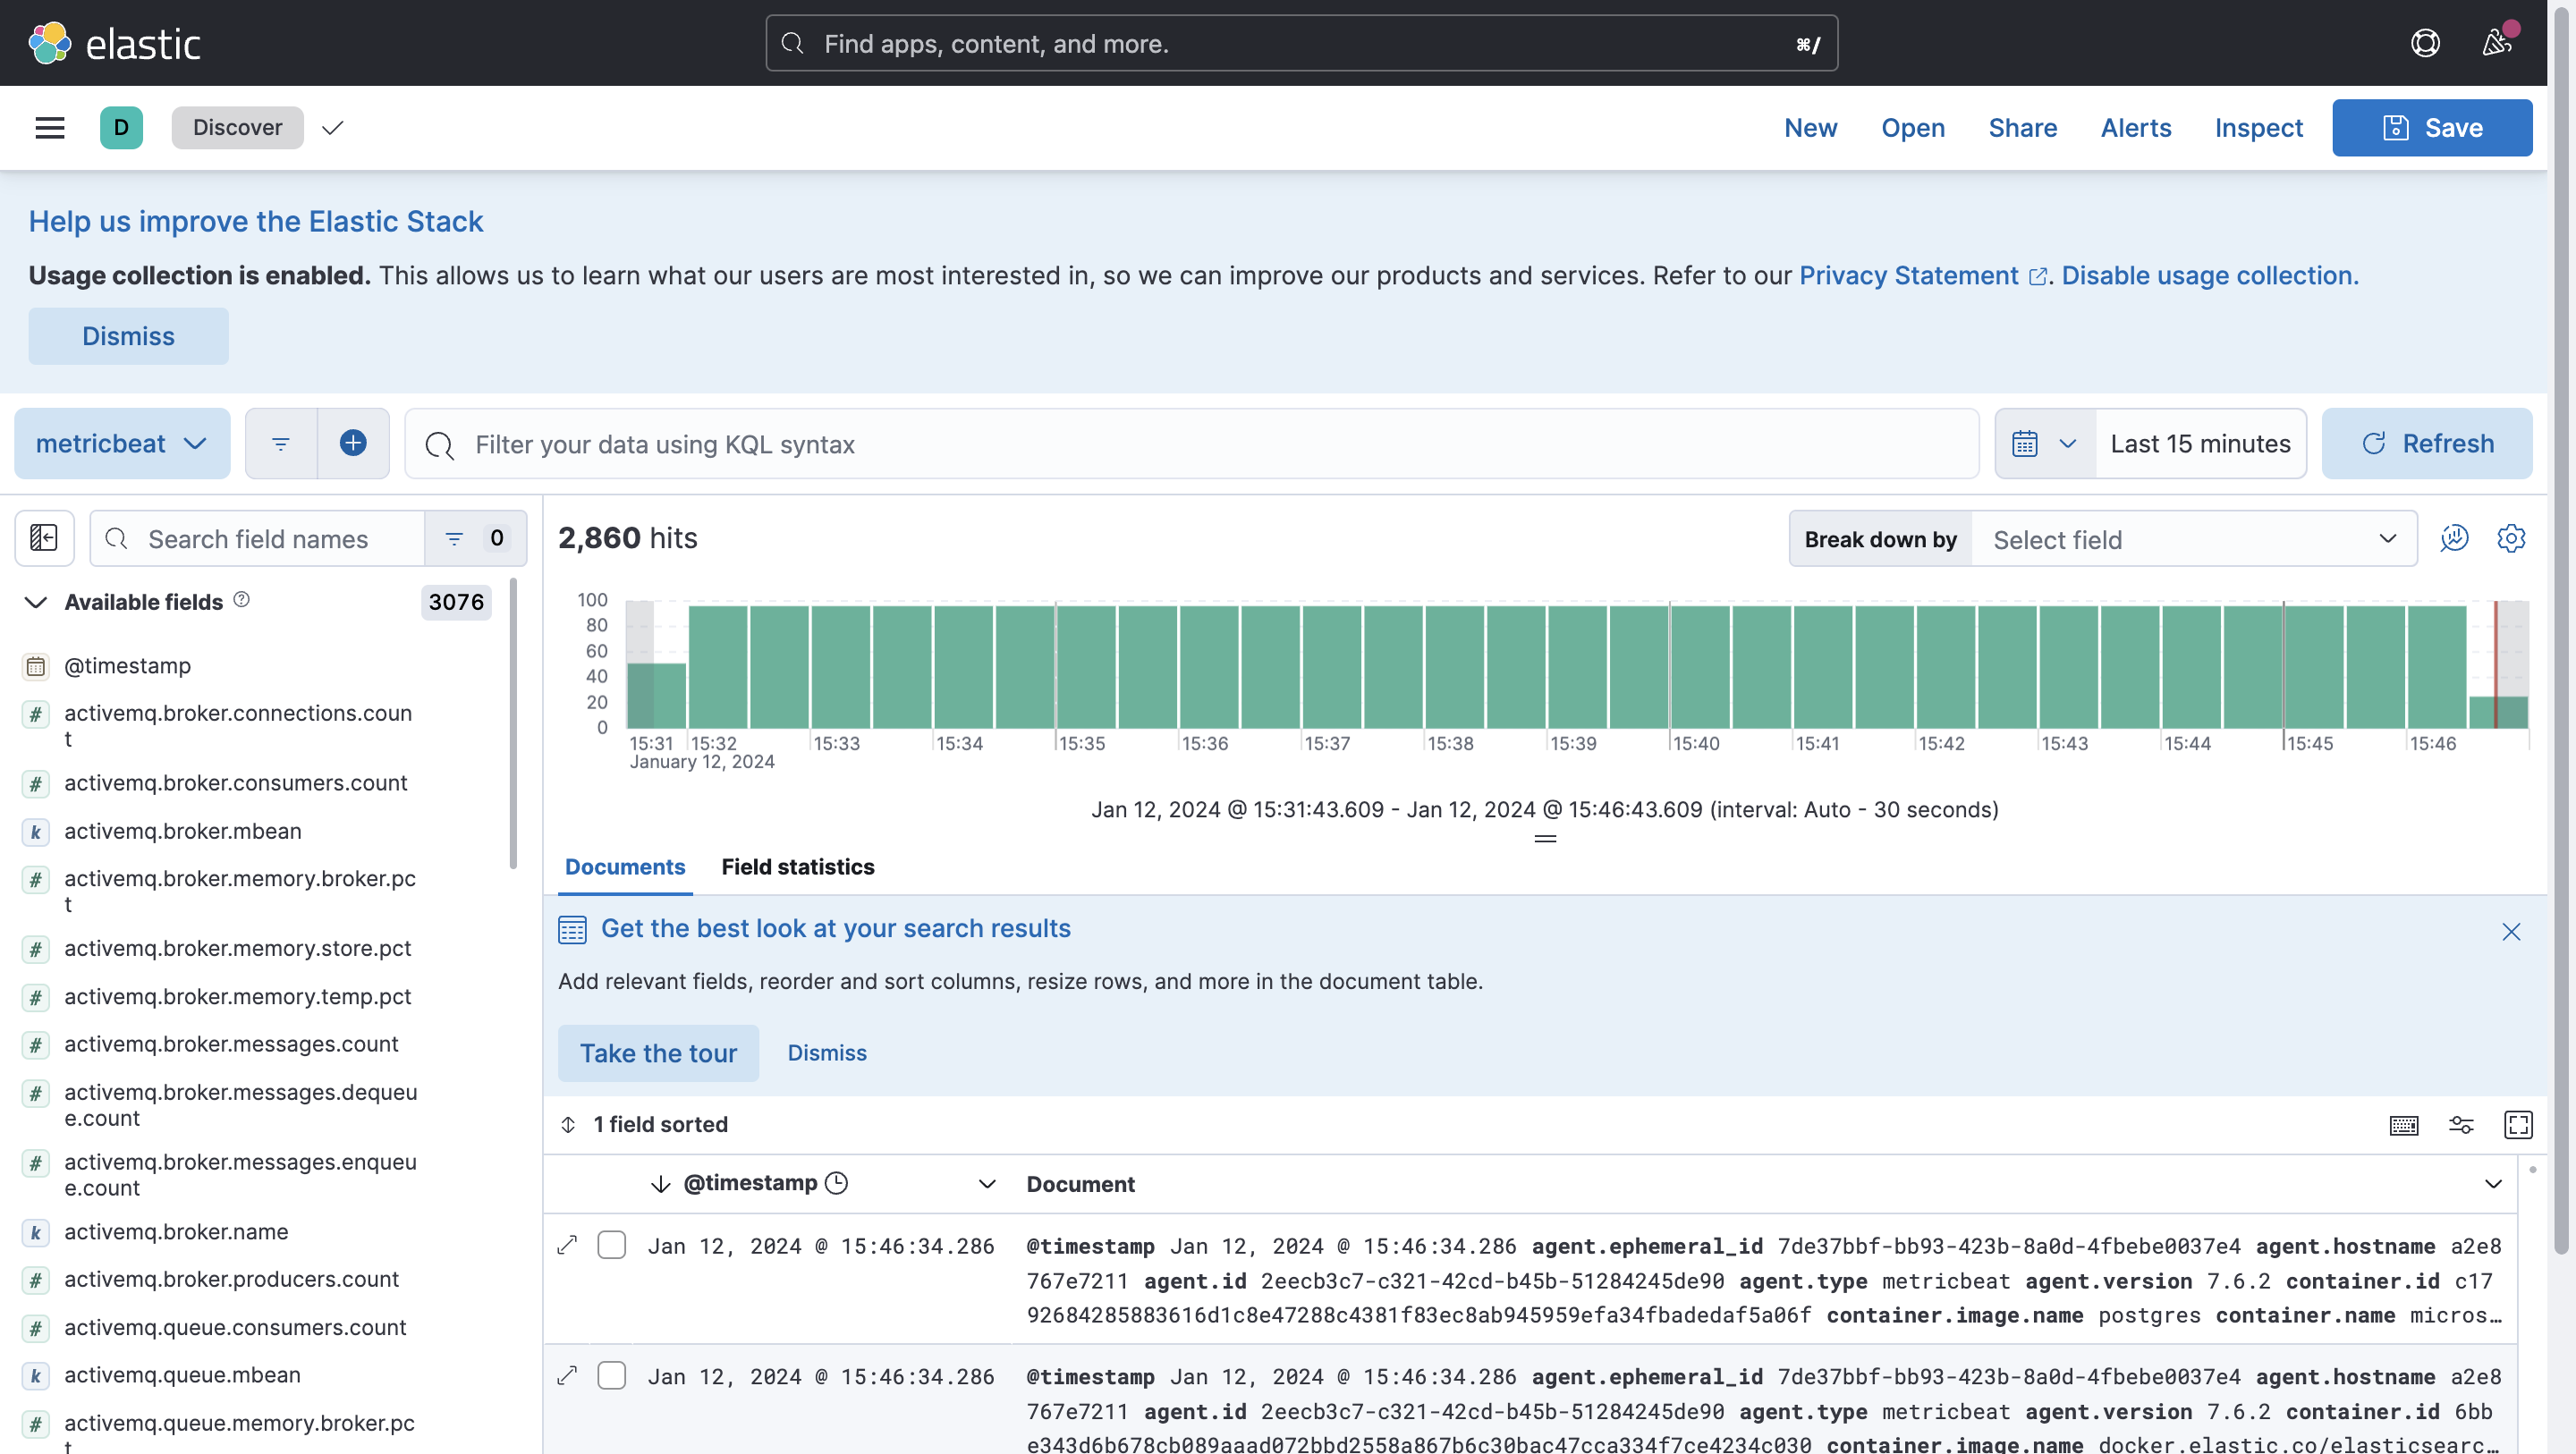 elastic
Find apps, content, and more.
⌘/
D
Discover
New
Open
Share
Alerts
Inspect
Save
Help us improve the Elastic Stack
Usage collection is enabled. This allows us to learn what our users are most interested in, so we can improve our products and services. Refer to our Privacy Statement. Disable usage collection.
Dismiss
metricbeat
Filter your data using KQL syntax
Last 15 minutes
Refresh
Search field names
0
Available fields
3076
@timestamp
activemq.broker.connections.coun
t
activemq.broker.consumers.count
activemq.broker.mbean
activemq.broker.memory.broker.pc
t
activemq.broker.memory.store.pct
activemq.broker.memory.temp.pct
activemq.broker.messages.count
activemq.broker.messages.dequeu
e.count
activemq.broker.messages.enqueu
e.count
activemq.broker.name
activemq.broker.producers.count
activemq.queue.consumers.count
activemq.queue.mbean
activemq.queue.memory.broker.pc
t
2,860 hits
Break down by
Select field
100
80
60
40
20
0
15:31 15:32 15:33 15:34 15:35 15:36 15:37 15:38 15:39 15:40 15:41 15:42 15:43 15:44 15:45 15:46
January 12, 2024
Jan 12, 2024 @ 15:31:43.609 - Jan 12, 2024 @ 15:46:43.609 (interval: Auto - 30 seconds)
Documents
Field statistics
Get the best look at your search results
Add relevant fields, reorder and sort columns, resize rows, and more in the document table.
Take the tour
Dismiss
1 field sorted
@timestamp
Document
Jan 12, 2024 @ 15:46:34.286
@timestamp Jan 12, 2024 @ 15:46:34.286 agent.ephemeral_id 7de37bbf-bb93-423b-8a0d-4fbebe0037e4 agent.hostname a2e8
767e7211 agent.id 2eecb3c7-c321-42cd-b45b-51284245de90 agent.type metricbeat agent.version 7.6.2 container.id c17
92684285883616d1c8e47288c4381f83ec8ab945959efa34fbadedaf5a06f container.image.name postgres container.name micros…
Jan 12, 2024 @ 15:46:34.286
@timestamp Jan 12, 2024 @ 15:46:34.286 agent.ephemeral_id 7de37bbf-bb93-423b-8a0d-4fbebe0037e4 agent.hostname a2e8
767e7211 agent.id 2eecb3c7-c321-42cd-b45b-51284245de90 agent.type metricbeat agent.version 7.6.2 container.id 6bb
e343d6b678cb089aaad072bbd2558a867b6c30bac47cca334f7ce4234c030 container.image.name docker.elastic.co/elasticsearc…